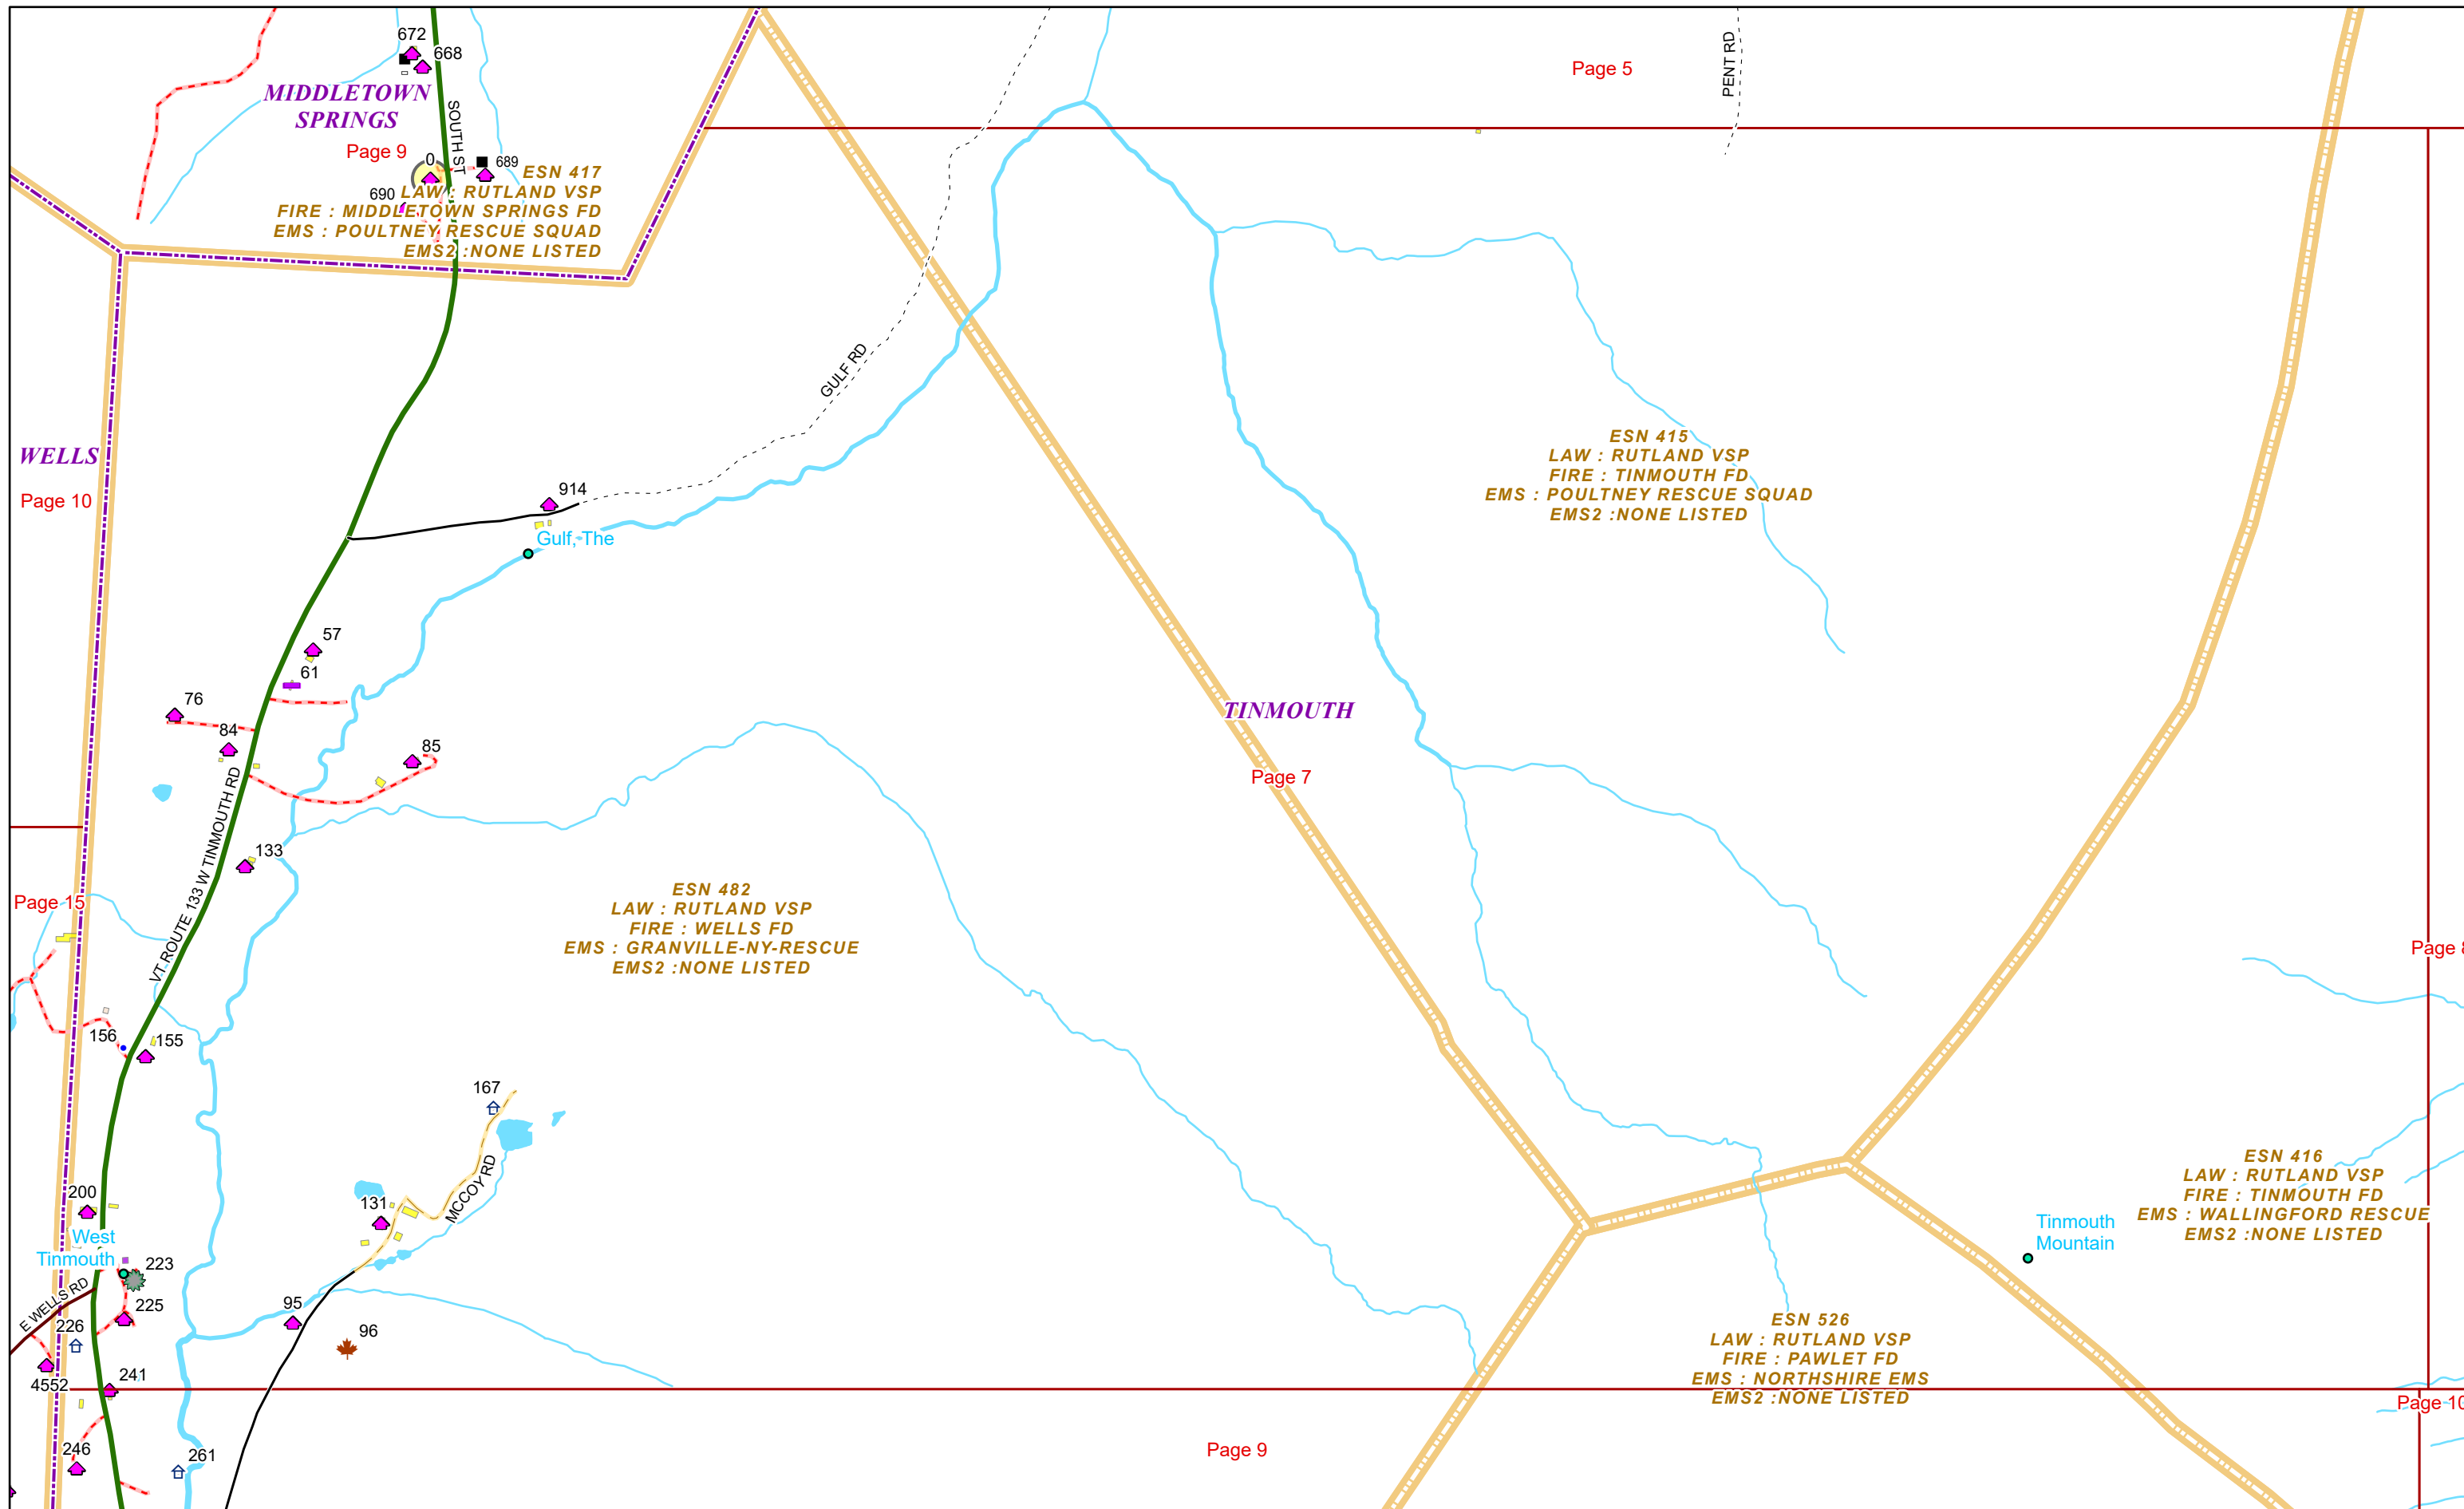 672
668
Page 5
PENT RD
MIDDLETOWN
SPRINGS
SOUTH ST
Page 9
0
689
690
ESN 417
LAW : RUTLAND VSP
FIRE : MIDDLETOWN SPRINGS FD
EMS : POULTNEY RESCUE SQUAD
EMS2 :NONE LISTED
GULF RD
WELLS
Page 10
ESN 415
LAW : RUTLAND VSP
FIRE : TINMOUTH FD
EMS : POULTNEY RESCUE SQUAD
EMS2 :NONE LISTED
914
Gulf, The
57
61
76
84
85
TINMOUTH
Page 7
VT ROUTE 133 W TINMOUTH RD
133
Page 15
ESN 482
LAW : RUTLAND VSP
FIRE : WELLS FD
EMS : GRANVILLE-NY-RESCUE
EMS2 :NONE LISTED
Page 8
156
155
167
MCCOY RD
131
200
West
Tinmouth
223
E WELLS RD
225
226
95
96
4552
241
246
261
ESN 416
LAW : RUTLAND VSP
FIRE : TINMOUTH FD
EMS : WALLINGFORD RESCUE
EMS2 :NONE LISTED
Tinmouth
Mountain
ESN 526
LAW : RUTLAND VSP
FIRE : PAWLET FD
EMS : NORTHSHIRE EMS
EMS2 :NONE LISTED
Page 10
Page 9